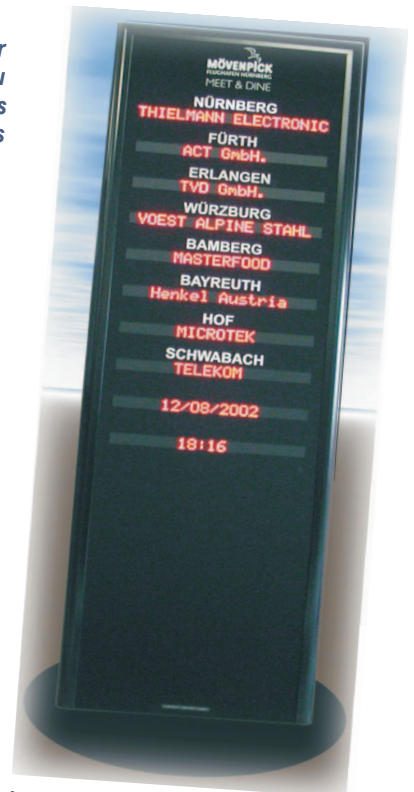 MÖVENPICK
FLUGHAFEN NÜRNBERG
MEET & DINE
NÜRNBERG
THIELMANN ELECTRONIC
FÜRTH
ACT GmbH.
ERLANGEN
TVD GmbH.
WÜRZBURG
VOEST ALPINE STAHL
BAMBERG
MASTERFOOD
BAYREUTH
Henkel Austria
HOF
MICROTEK
SCHWABACH
TELEKOM
12/08/2002
18:16